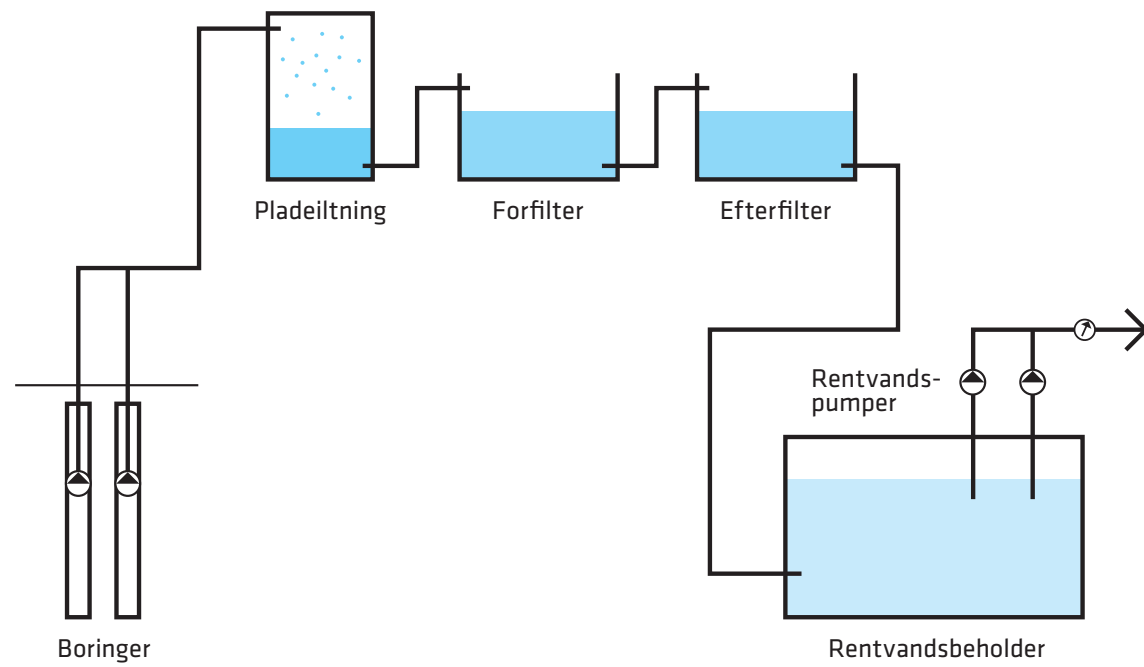 Pladeiltning
Forfilter
Efterfilter
Rentvands-
pumper
Boringer
Rentvandsbeholder